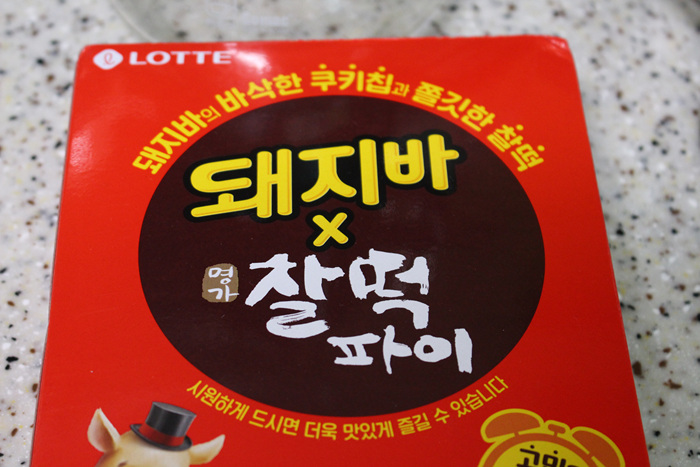 LOTTE
돼지바의 바삭한 쿠키칩과 쫄깃한 찰떡
돼지바
x
명가
찰떡
파이
시원하게 드시면 더욱 맛있게 즐길 수 있습니다